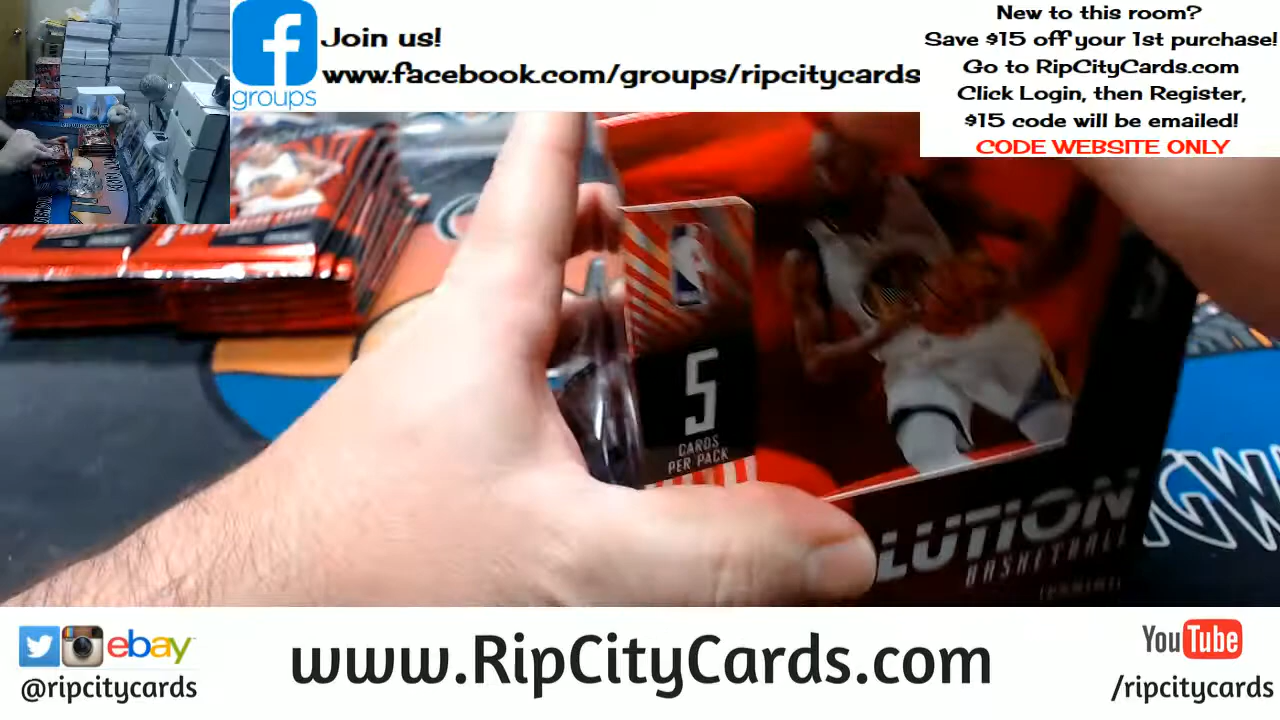 groups
Join us!
www.facebook.com/groups/ripcitycards
New to this room?
Save $15 off your 1st purchase!
Go to RipCityCards.com
Click Login, then Register,
$15 code will be emailed!
CODE WEBSITE ONLY
5
CARDS
PER PACK
LUTION
BASKETBALL
ebay
@ripcitycards
www.RipCityCards.com
YouTube
/ripcitycards